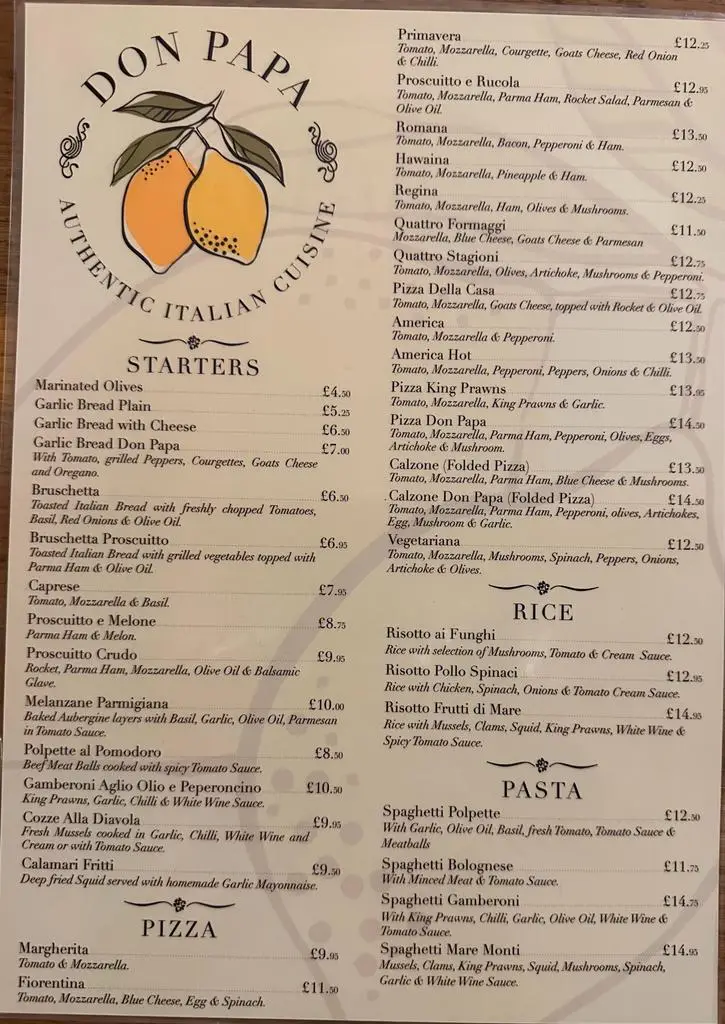 DON PAPA
AUTHENTIC ITALIAN CUISINE
STARTERS
Marinated Olives £4.50
Garlic Bread Plain £5.25
Garlic Bread with Cheese £6.50
Garlic Bread Don Papa £7.00
With Tomato, grilled Peppers, Courgettes, Goats Cheese
and Oregano.
Bruschetta £6.50
Toasted Italian Bread with freshly chopped Tomatoes,
Basil, Red Onions & Olive Oil.
Bruschetta Proscuitto £6.95
Toasted Italian Bread with grilled vegetables topped with
Parma Ham & Olive Oil.
Caprese £7.95
Tomato, Mozzarella & Basil.
Proscuitto e Melone £8.75
Parma Ham & Melon.
Proscuitto Crudo £9.95
Rocket, Parma Ham, Mozzarella, Olive Oil & Balsamic
Glave.
Melanzane Parmigiana £10.00
Baked Aubergine layers with Basil, Garlic, Olive Oil, Parmesan
in Tomato Sauce.
Polpette al Pomodoro £8.50
Beef Meat Balls cooked with spicy Tomato Sauce.
Gamberoni Aglio Olio e Peperoncino £10.50
King Prawns, Garlic, Chilli & White Wine Sauce.
Cozze Alla Diavola £9.95
Fresh Mussels cooked in Garlic, Chilli, White Wine and
Cream or with Tomato Sauce.
Calamari Fritti £9.50
Deep fried Squid served with homemade Garlic Mayonnaise.
PIZZA
Margherita £9.95
Tomato & Mozzarella.
Fiorentina £11.50
Tomato, Mozzarella, Blue Cheese, Egg & Spinach.
Primavera £12.25
Tomato, Mozzarella, Courgette, Goats Cheese, Red Onion
& Chilli.
Proscuitto e Rucola £12.95
Tomato, Mozzarella, Parma Ham, Rocket Salad, Parmesan &
Olive Oil.
Romana £13.50
Tomato, Mozzarella, Bacon, Pepperoni & Ham.
Hawaina £12.50
Tomato, Mozzarella, Pineapple & Ham.
Regina £12.25
Tomato, Mozzarella, Ham, Olives & Mushrooms.
Quattro Formaggi £11.50
Mozzarella, Blue Cheese, Goats Cheese & Parmesan
Quattro Stagioni £12.75
Tomato, Mozzarella, Olives, Artichoke, Mushrooms & Pepperoni.
Pizza Della Casa £12.75
Tomato, Mozzarella, Goats Cheese, topped with Rocket & Olive Oil.
America £12.50
Tomato, Mozzarella & Pepperoni.
America Hot £13.50
Tomato, Mozzarella, Pepperoni, Peppers, Onions & Chilli.
Pizza King Prawns £13.95
Tomato, Mozzarella, King Prawns & Garlic.
Pizza Don Papa £14.50
Tomato, Mozzarella, Parma Ham, Pepperoni, Olives, Eggs,
Artichoke & Mushroom.
Calzone (Folded Pizza) £13.50
Tomato, Mozzarella, Parma Ham, Blue Cheese & Mushrooms.
Calzone Don Papa (Folded Pizza) £14.50
Tomato, Mozzarella, Parma Ham, Pepperoni, olives, Artichokes,
Egg, Mushroom & Garlic.
Vegetariana £12.50
Tomato, Mozzarella, Mushrooms, Spinach, Peppers, Onions,
Artichoke & Olives.
RICE
Risotto ai Funghi £12.50
Rice with selection of Mushrooms, Tomato & Cream Sauce.
Risotto Pollo Spinaci £12.95
Rice with Chicken, Spinach, Onions & Tomato Cream Sauce.
Risotto Frutti di Mare £14.95
Rice with Mussels, Clams, Squid, King Prawns, White Wine &
Spicy Tomato Sauce.
PASTA
Spaghetti Polpette £12.50
With Garlic, Olive Oil, Basil, fresh Tomato, Tomato Sauce &
Meatballs
Spaghetti Bolognese £11.75
With Minced Meat & Tomato Sauce.
Spaghetti Gamberoni £14.75
With King Prawns, Chilli, Garlic, Olive Oil, White Wine &
Tomato Sauce.
Spaghetti Mare Monti £14.95
Mussels, Clams, King Prawns, Squid, Mushrooms, Spinach,
Garlic & White Wine Sauce.